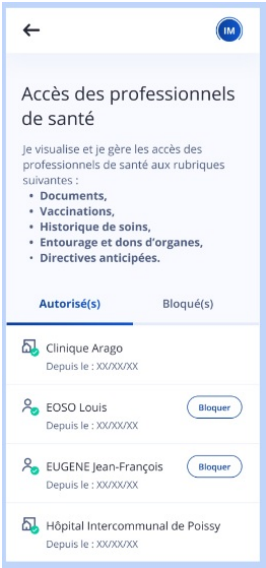 IM
Accès des professionnels
de santé
Je visualise et je gère les accès des
professionnels de santé aux rubriques
suivantes :
• Documents,
• Vaccinations,
• Historique de soins,
• Entourage et dons d'organes,
• Directives anticipées.
Autorisé(s) Bloqué(s)
Clinique Arago
Depuis le : XX/XX/XX
EOSO Louis Bloquer
Depuis le : XX/XX/XX
EUGENE Jean-François Bloquer
Depuis le : XX/XX/XX
Hôpital Intercommunal de Poissy
Depuis le : XX/XX/XX